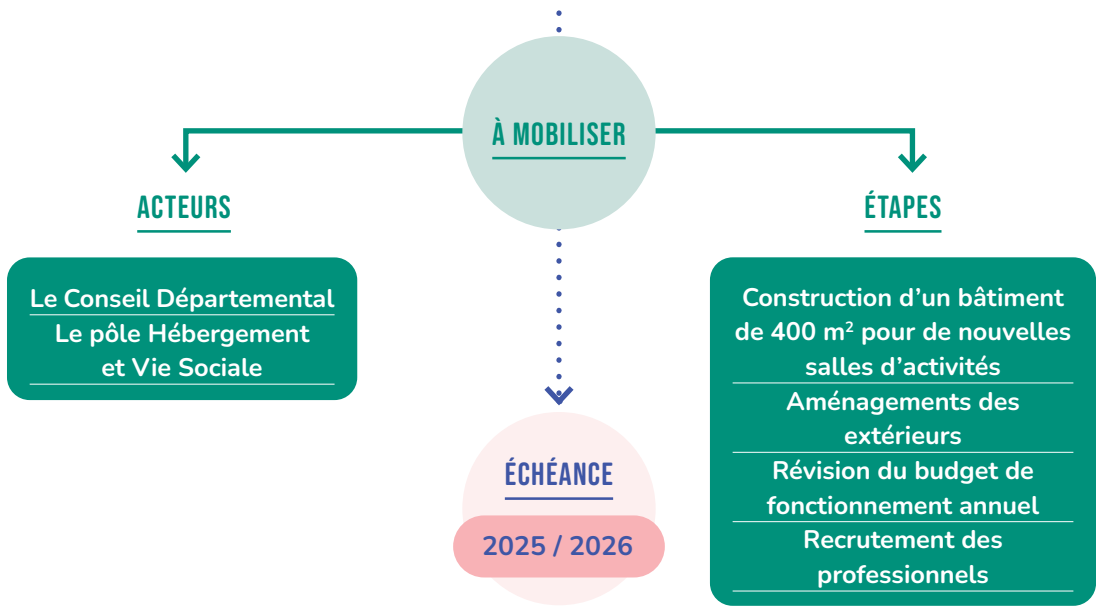 À MOBILISER
ACTEURS
Le Conseil Départemental
Le pôle Hébergement
et Vie Sociale
ÉTAPES
Construction d’un bâtiment
de 400 m² pour de nouvelles
salles d’activités
Aménagements des
extérieurs
Révision du budget de
fonctionnement annuel
Recrutement des
professionnels
ÉCHÉANCE
2025 / 2026